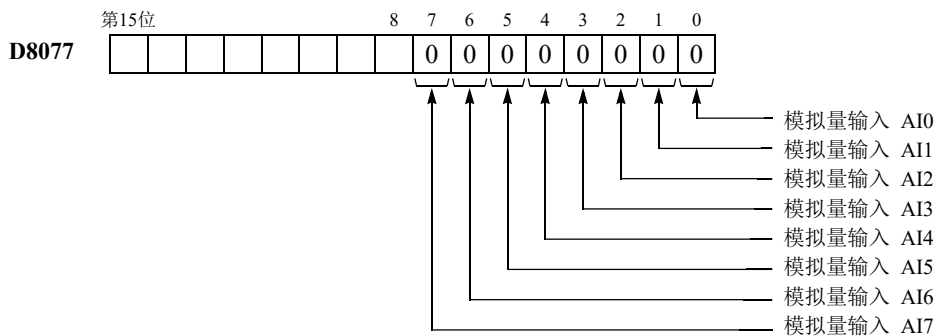 第15位 8 7 6 5 4 3 2 1 0
D8077 0 0 0 0 0 0 0 0
模拟量输入 AI0
模拟量输入 AI1
模拟量输入 AI2
模拟量输入 AI3
模拟量输入 AI4
模拟量输入 AI5
模拟量输入 AI6
模拟量输入 AI7